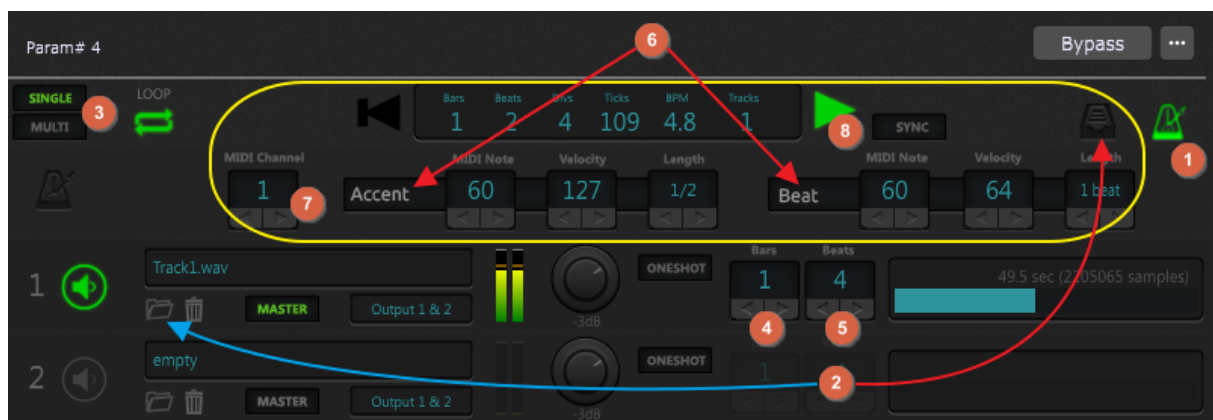 Param# 4
6
Bypass
...
SINGLE
MULTI
3
LOOP
Bars Beats Divs Ticks BPM Tracks
1 2 4 109 4.8 1
8
SYNC
1
MIDI Channel
1
7
Accent
MIDI Note Velocity Length
60 127 1/2
Beat
MIDI Note Velocity Length
60 64 1 beat
1
Track1.wav
MASTER
Output 1 & 2
-3dB
ONESHOT
Bars Beats
1 4
4 5
49.5 sec (2205065 samples)
2
empty
MASTER
Output 1 & 2
-3dB
ONESHOT
1
2